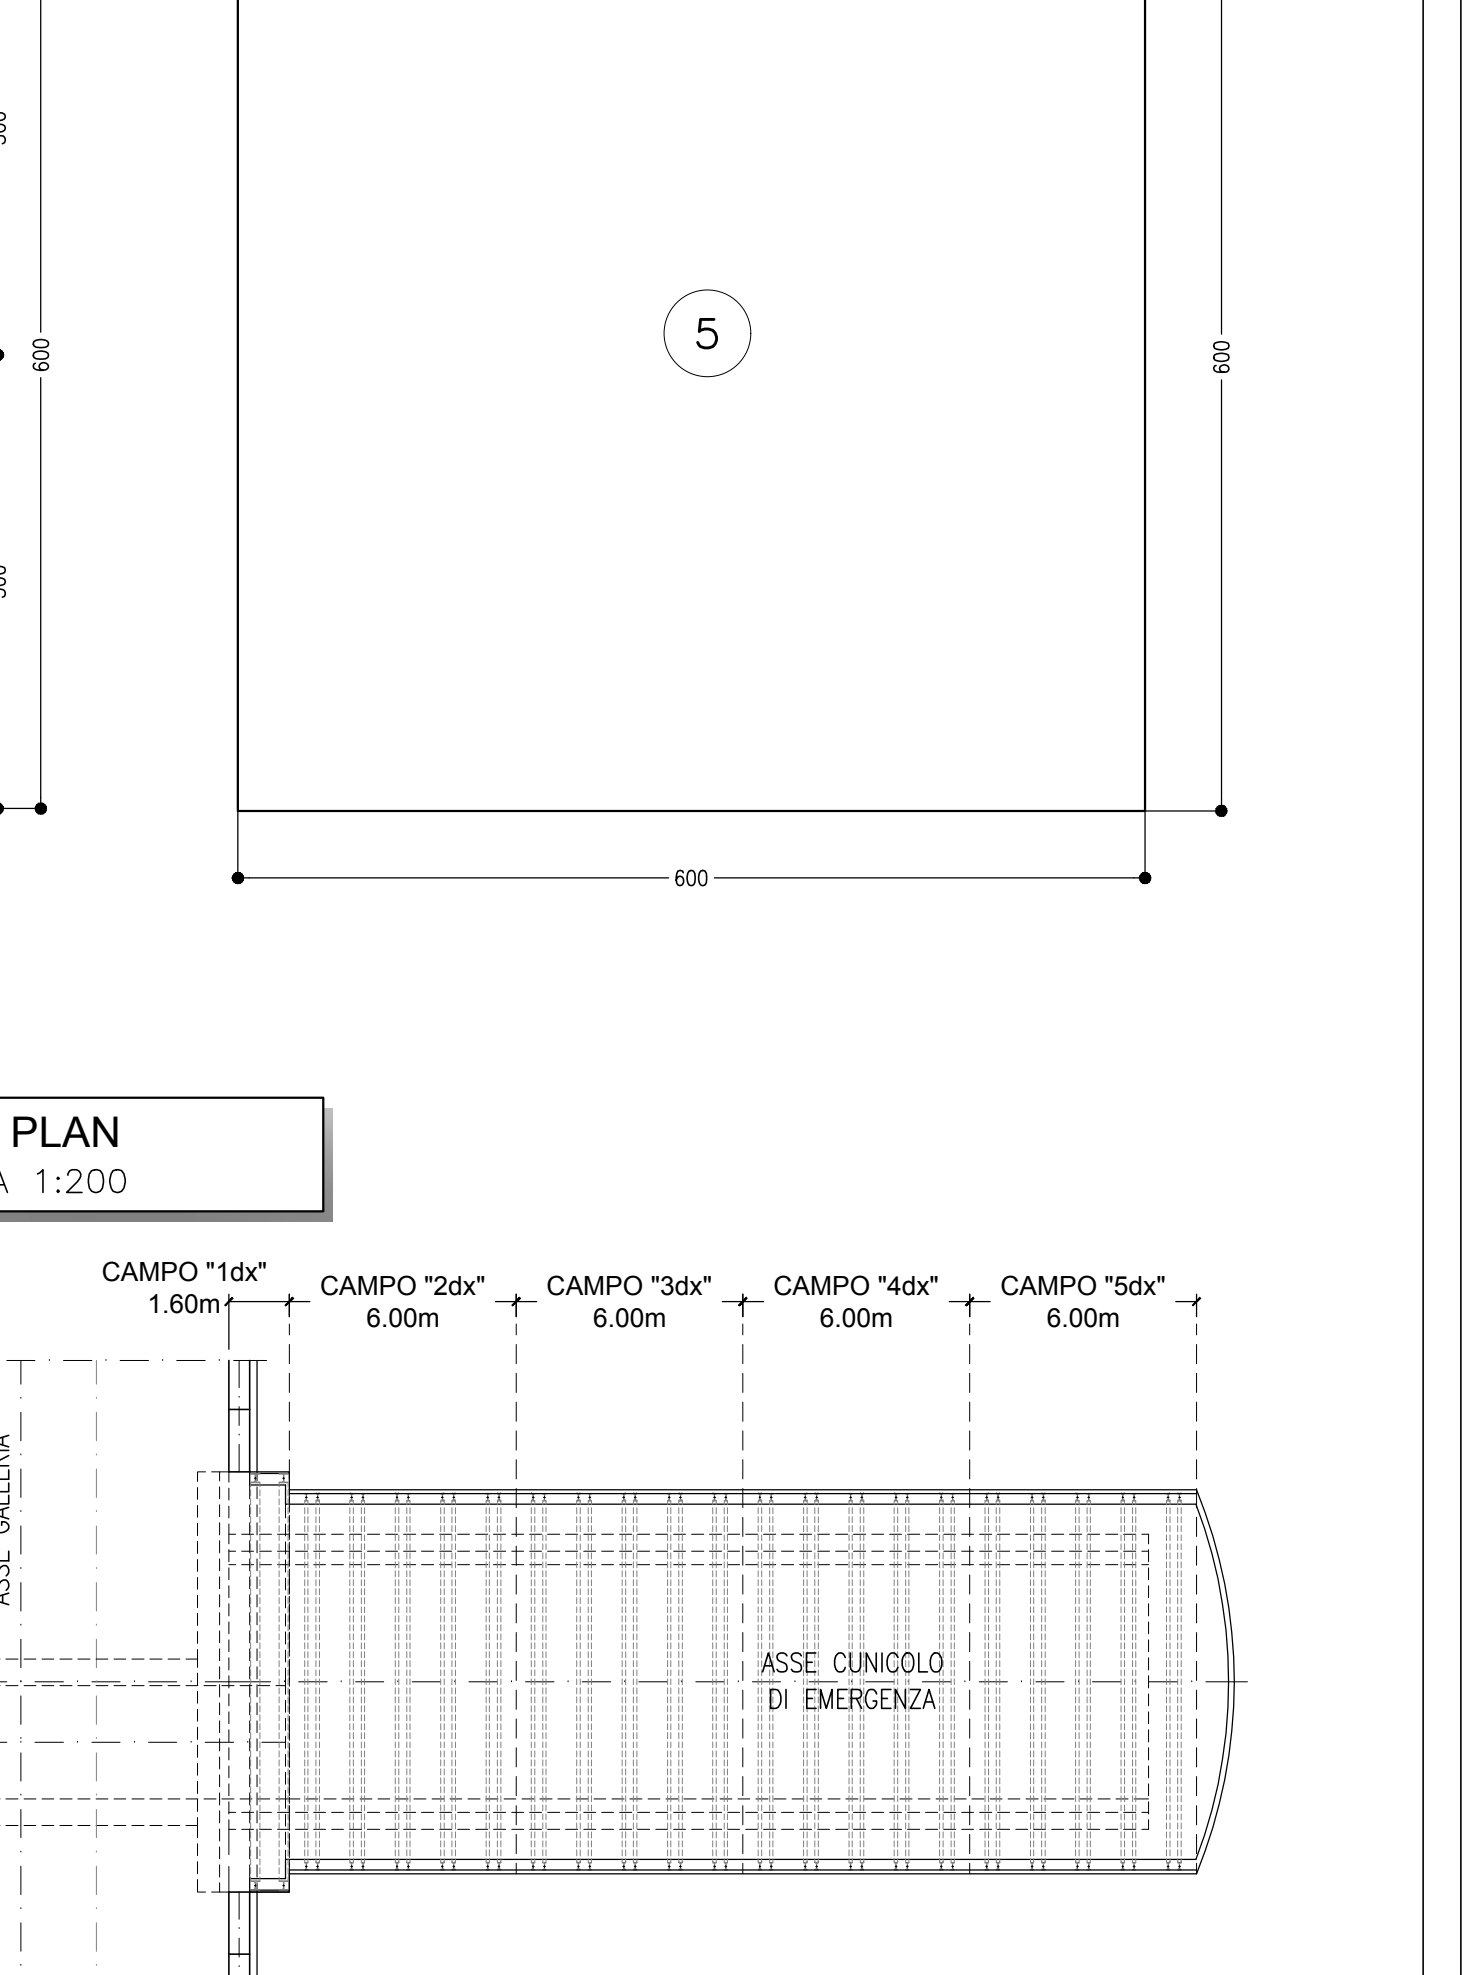 600
5
600
600
PLAN
A 1:200
CAMPO "1dx"
1.60m
CAMPO "2dx"
6.00m
CAMPO "3dx"
6.00m
CAMPO "4dx"
6.00m
CAMPO "5dx"
6.00m
ASSE GALLERIA
ASSE CUNICOLO
DI EMERGENZA